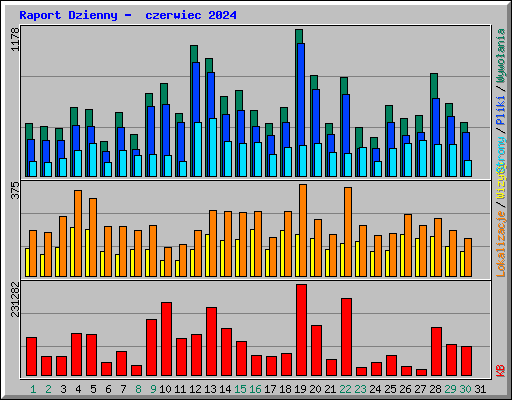 Raport Dzienny -  czerwiec 2024
1178
375
231282
Wywolania / Pliki / Strony
Lokalizacje / Wizyt
KB
1 2 3 4 5 6 7 8 9 10 11 12 13 14 15 16 17 18 19 20 21 22 23 24 25 26 27 28 29 30 31